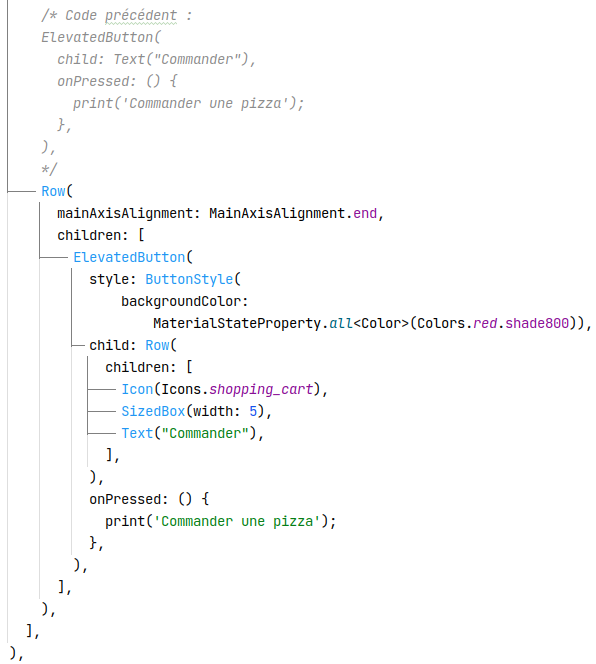 /* Code précédent :
ElevatedButton(
child: Text("Commander"),
onPressed: () {
print('Commander une pizza');
},
),
*/
Row(
mainAxisAlignment: MainAxisAlignment.end,
children: [
ElevatedButton(
style: ButtonStyle(
backgroundColor:
MaterialStateProperty.all<Color>(Colors.red.shade800)),
child: Row(
children: [
Icon(Icons.shopping_cart),
SizedBox(width: 5),
Text("Commander"),
],
),
onPressed: () {
print('Commander une pizza');
},
),
],
),
],
),